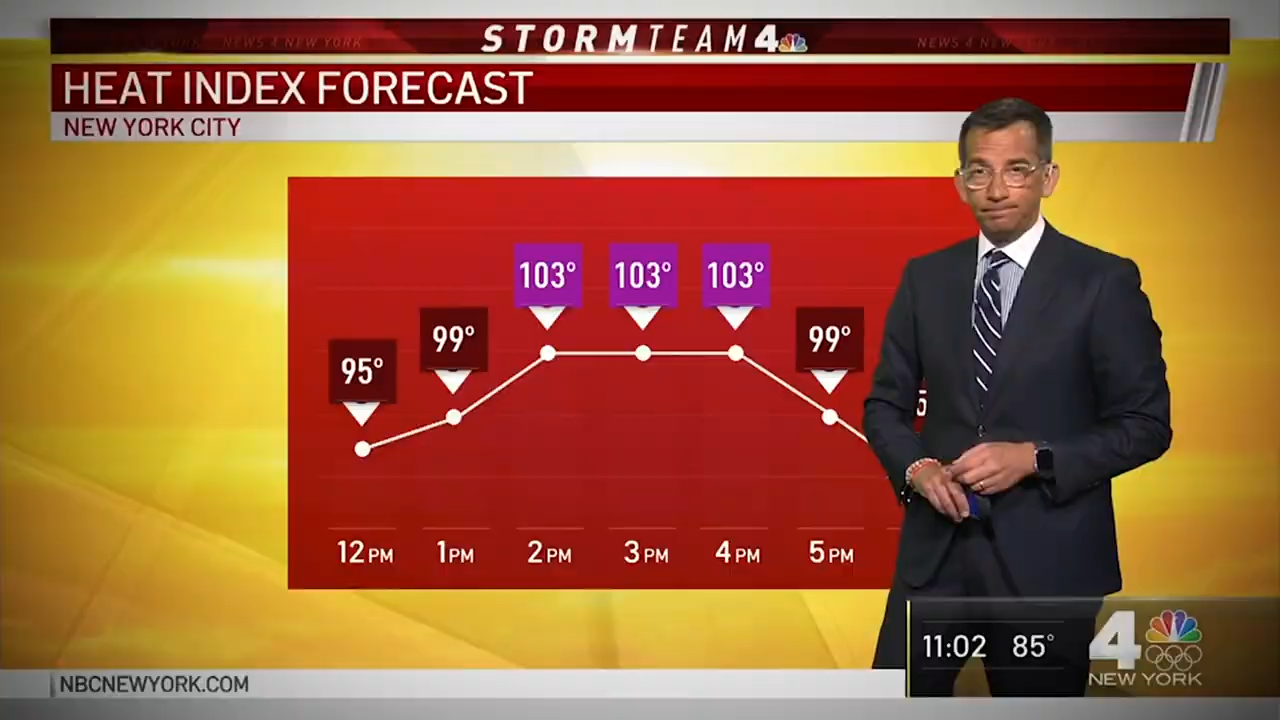 NEWS 4 NEW YORK
STORMTEAM4
NEWS 4 NEW
HEAT INDEX FORECAST
NEW YORK CITY
95° 99° 103° 103° 103° 99° 5
12PM 1PM 2PM 3PM 4PM 5PM
11:02 85° 4
NEW YORK
NBCNEWYORK.COM